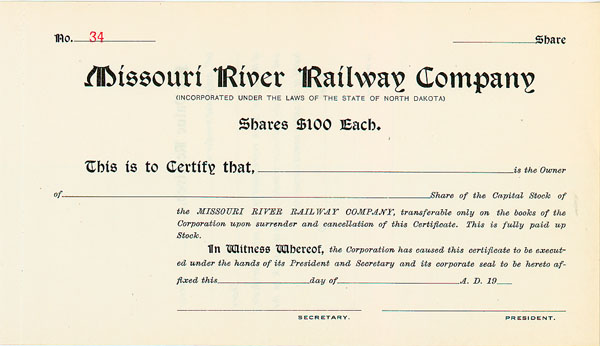 No. 34 Share
Missouri River Railway Company
(INCORPORATED UNDER THE LAWS OF THE STATE OF NORTH DAKOTA)
Shares $100 Each.
This is to Certify that, is the Owner
of Share of the Capital Stock of
the MISSOURI RIVER RAILWAY COMPANY, transferable only on the books of the
Corporation upon surrender and cancellation of this Certificate. This is fully paid up
Stock.
In Witness Whereof, the Corporation has caused this certificate to be execut-
ed under the hands of its President and Secretary and its corporate seal to be hereto af-
fixed this day of A. D. 19
SECRETARY. PRESIDENT.